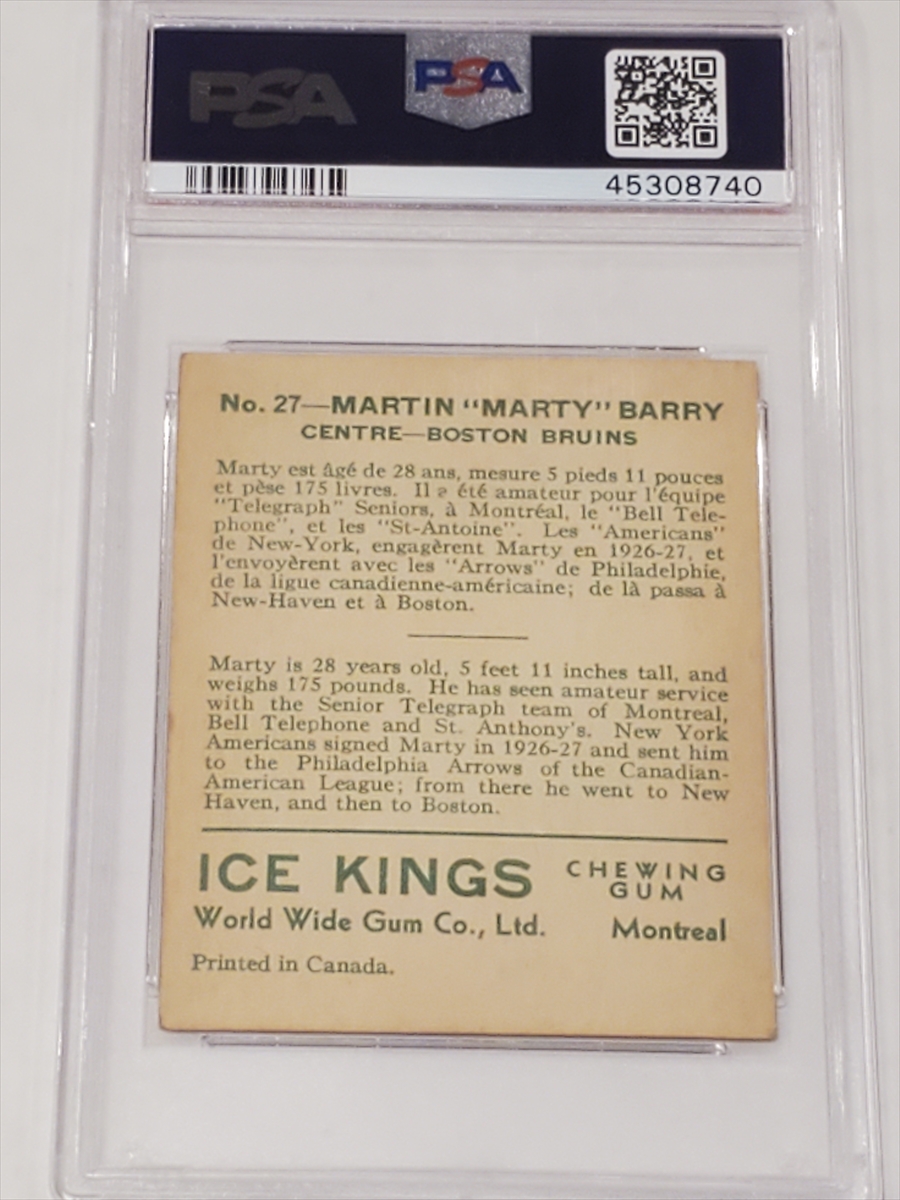 PSA
PSA
45308740
No. 27—MARTIN "MARTY" BARRY
CENTRE—BOSTON BRUINS
Marty est âgé de 28 ans, mesure 5 pieds 11 pouces
et pèse 175 livres. Il a été amateur pour l'équipe
"Telegraph" Seniors, à Montréal, le "Bell Tele-
phone", et les "St-Antoine". Les "Americans"
de New-York, engagèrent Marty en 1926-27, et
l'envoyèrent avec les "Arrows" de Philadelphie,
de la ligue canadienne-américaine; de là passa à
New-Haven et à Boston.
Marty is 28 years old, 5 feet 11 inches tall, and
weighs 175 pounds. He has seen amateur service
with the Senior Telegraph team of Montreal,
Bell Telephone and St. Anthony's. New York
Americans signed Marty in 1926-27 and sent him
to the Philadelphia Arrows of the Canadian-
American League; from there he went to New
Haven, and then to Boston.
ICE KINGS CHEWING
GUM
World Wide Gum Co., Ltd. Montreal
Printed in Canada.